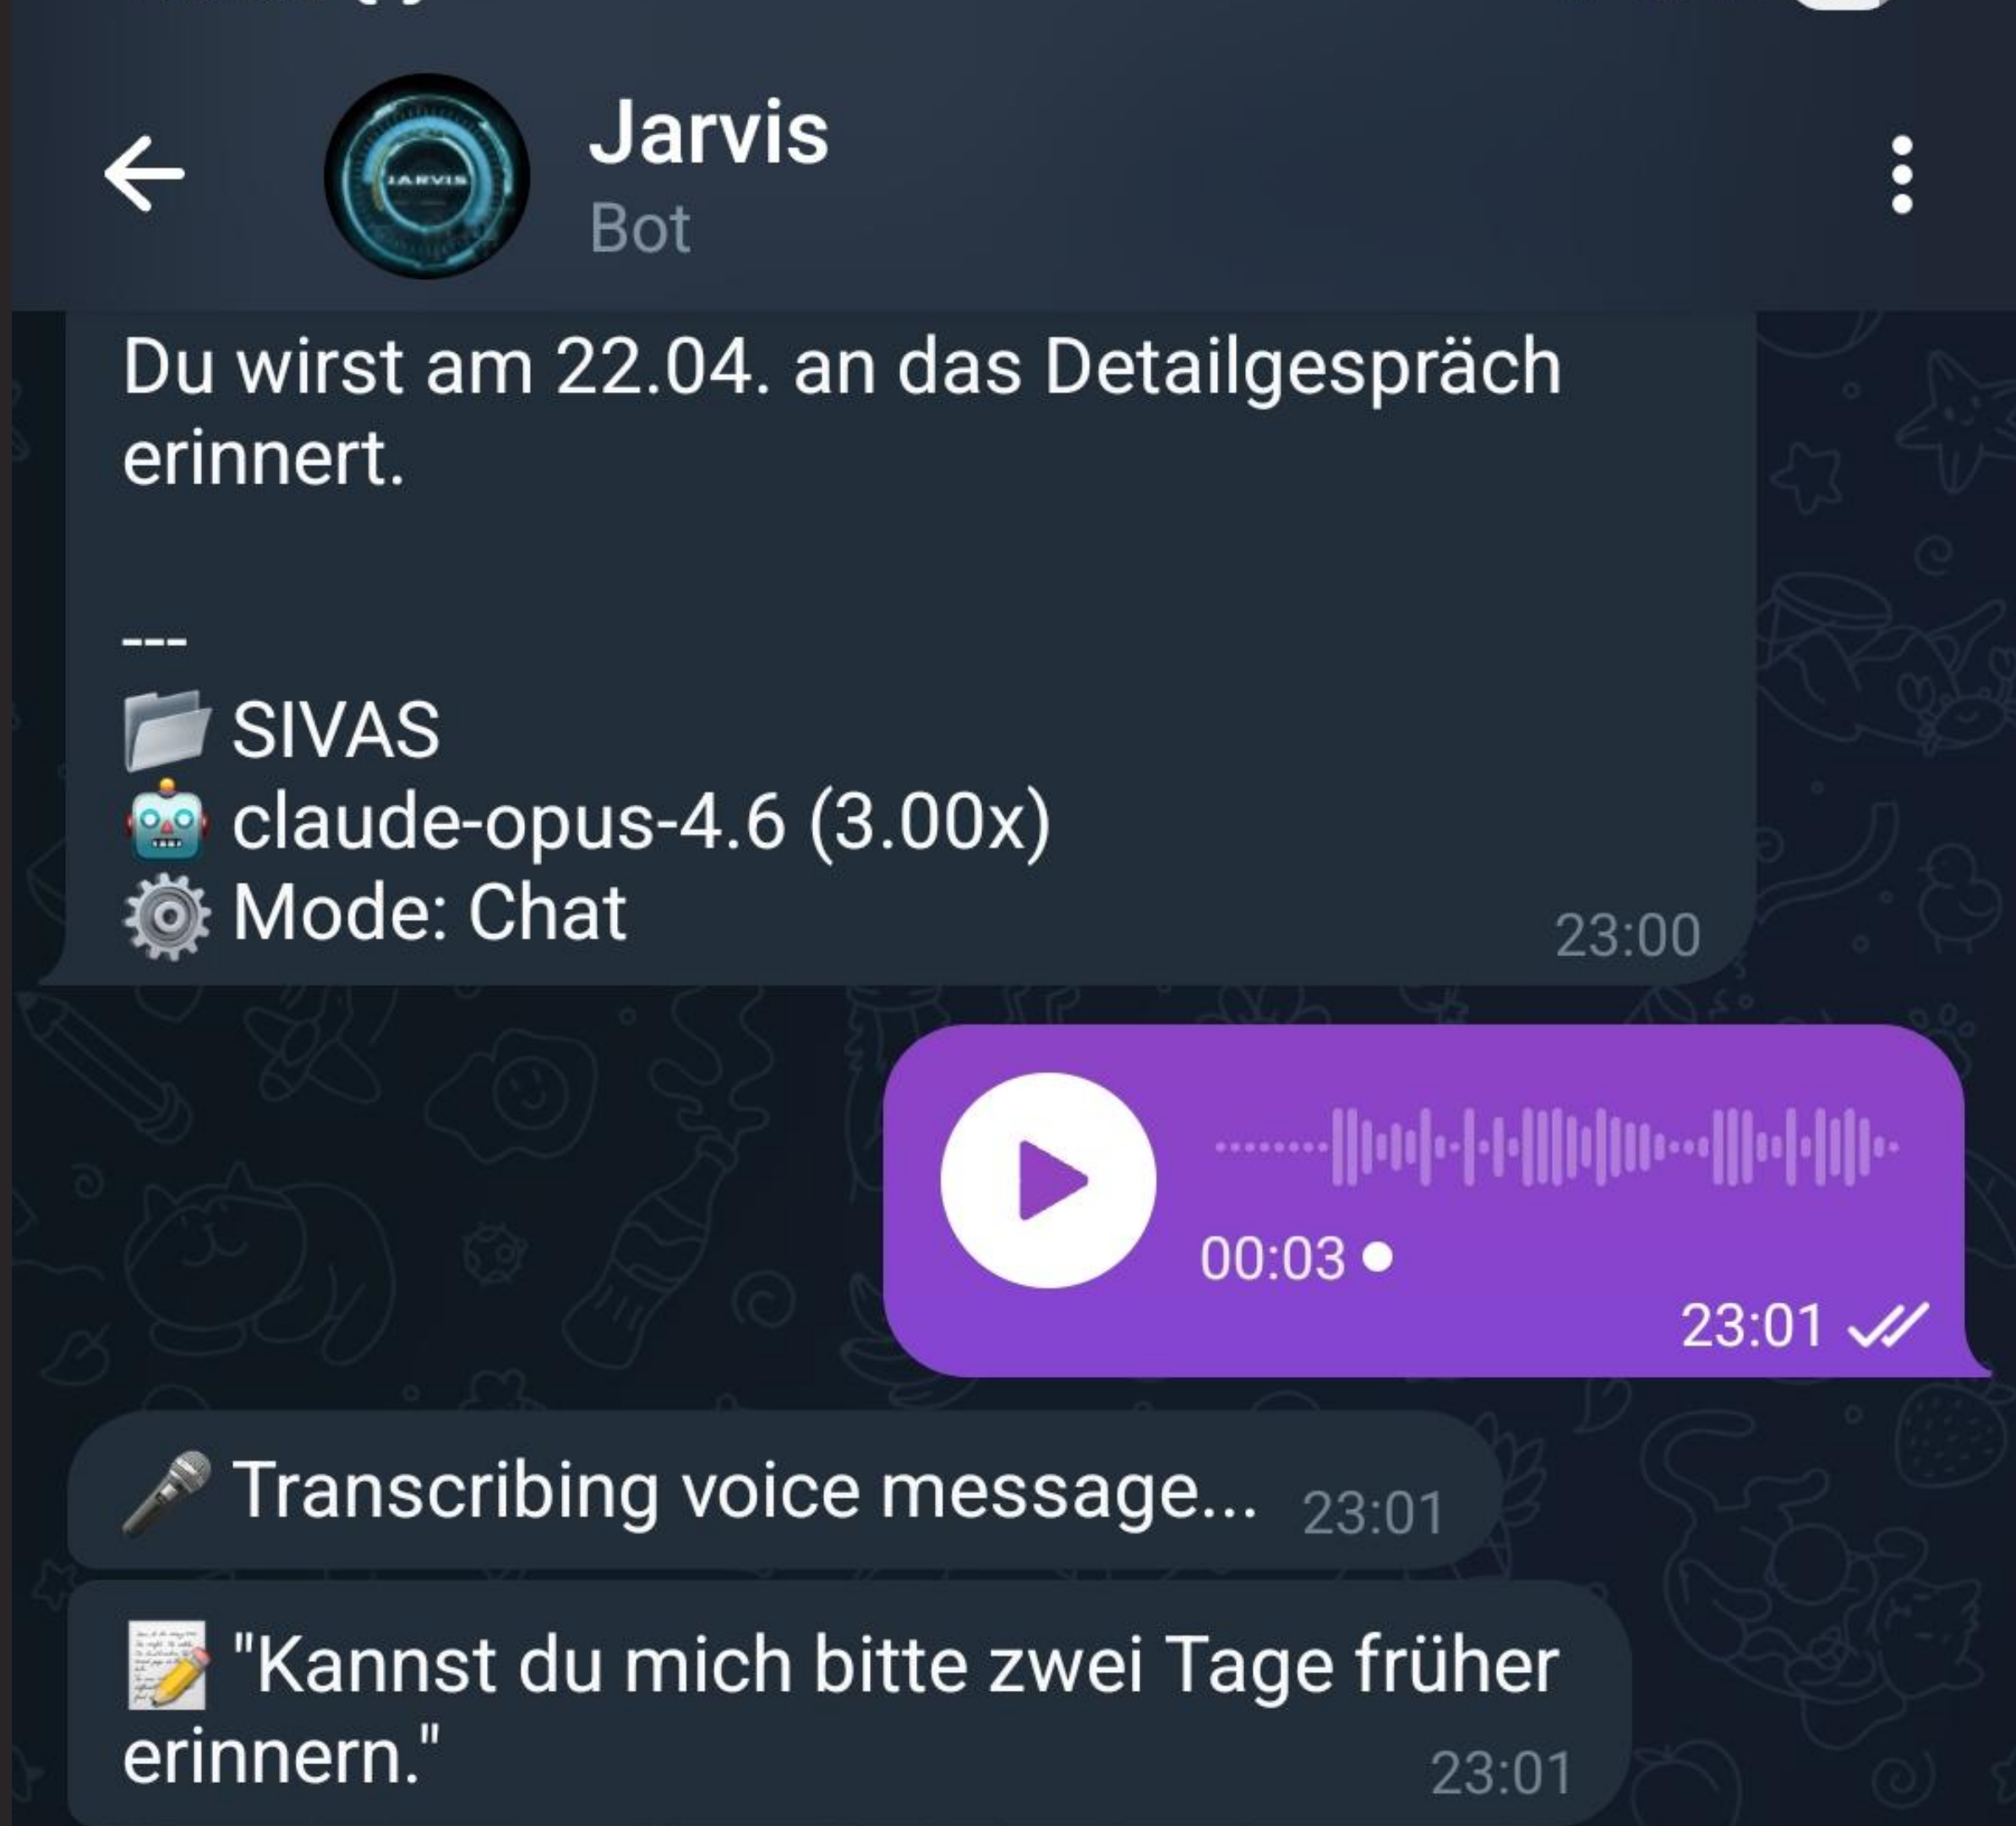 JARVIS
Jarvis
Bot
Du wirst am 22.04. an das Detailgespräch
erinnert.
---
SIVAS
claude-opus-4.6 (3.00x)
Mode: Chat
23:00
00:03
23:01
Transcribing voice message... 23:01
"Kannst du mich bitte zwei Tage früher
erinnern."
23:01